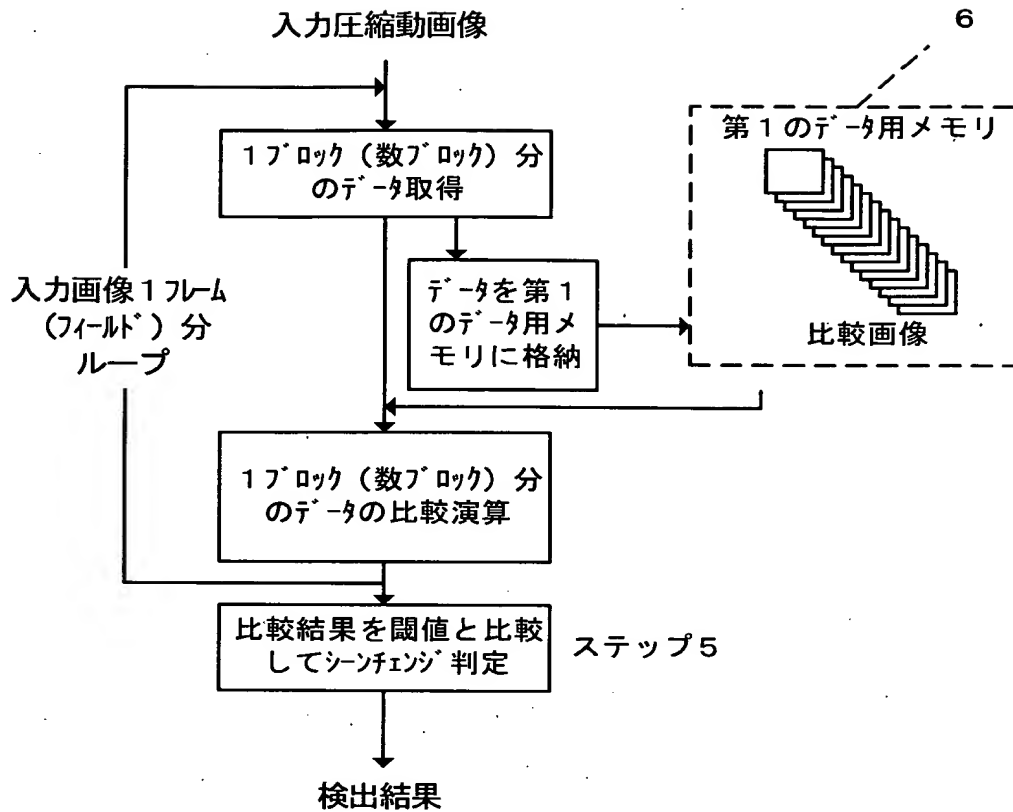 入力圧縮動画像
6
第1のデータ用メモリ
比較画像
1ブロック(数ブロック)分
のデータ取得
データを第1
のデータ用メ
モリに格納
入力画像1フレーム
(フィールド)分
ループ
1ブロック(数ブロック)分
のデータの比較演算
比較結果を閾値と比較
してシーンチェンジ判定
ステップ5
検出結果